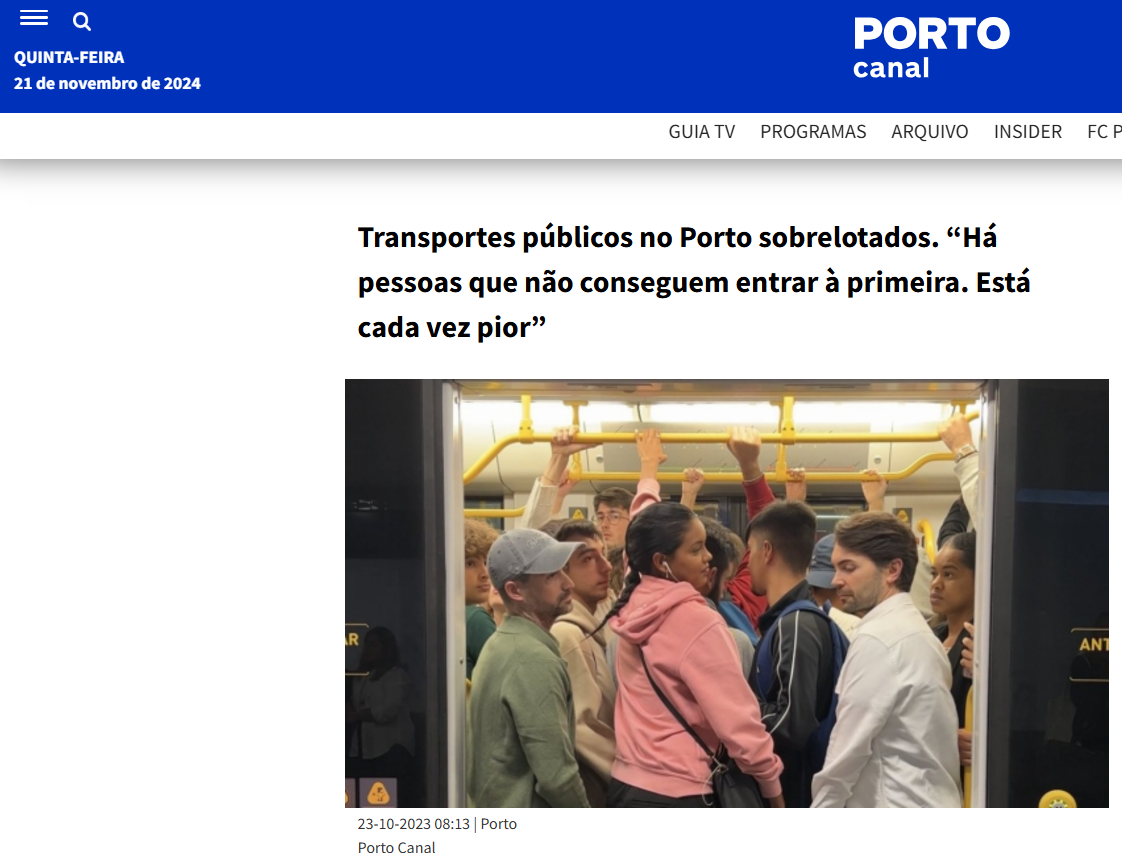 QUINTA-FEIRA
21 de novembro de 2024
PORTO
canal
GUIA TV PROGRAMAS ARQUIVO INSIDER FC P
Transportes públicos no Porto sobrelotados. “Há
pessoas que não conseguem entrar à primeira. Está
cada vez pior”
AR
ANT
23-10-2023 08:13 | Porto
Porto Canal